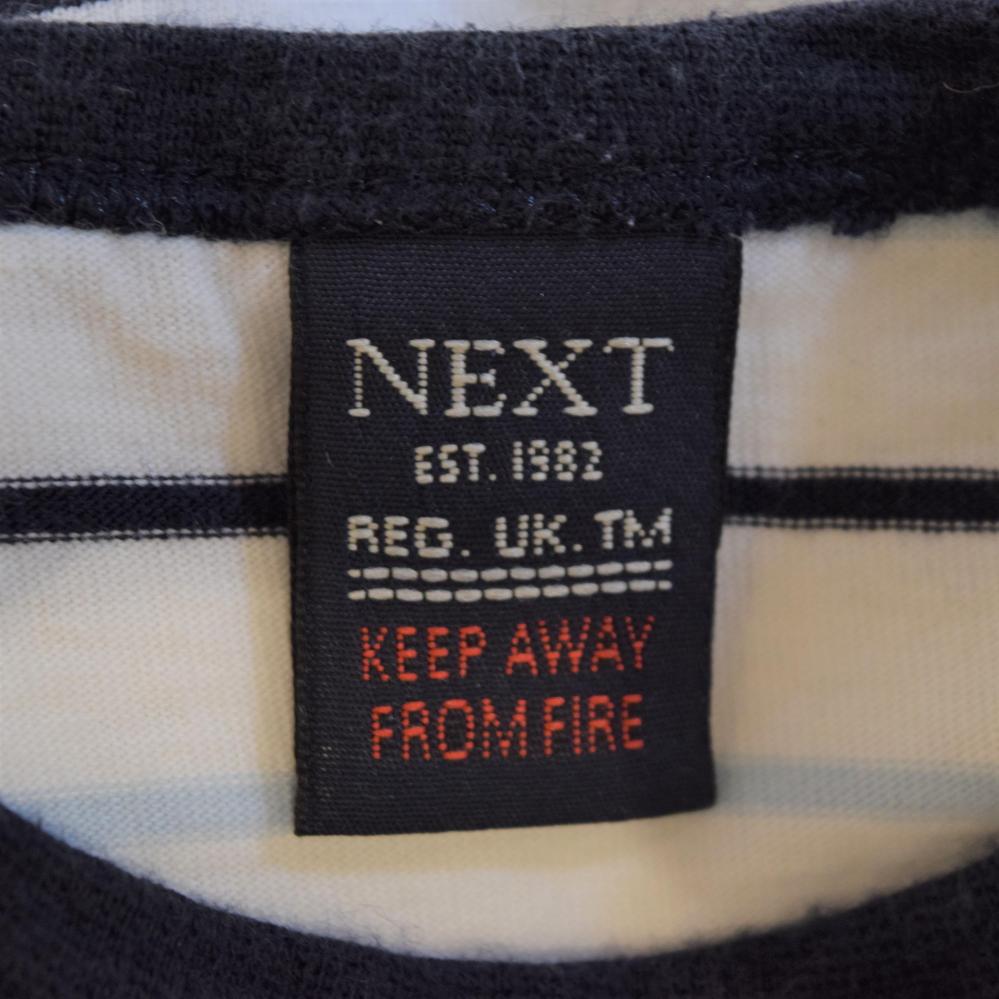 NEXT
EST. 1982
REG. UK. TM
KEEP AWAY
FROM FIRE